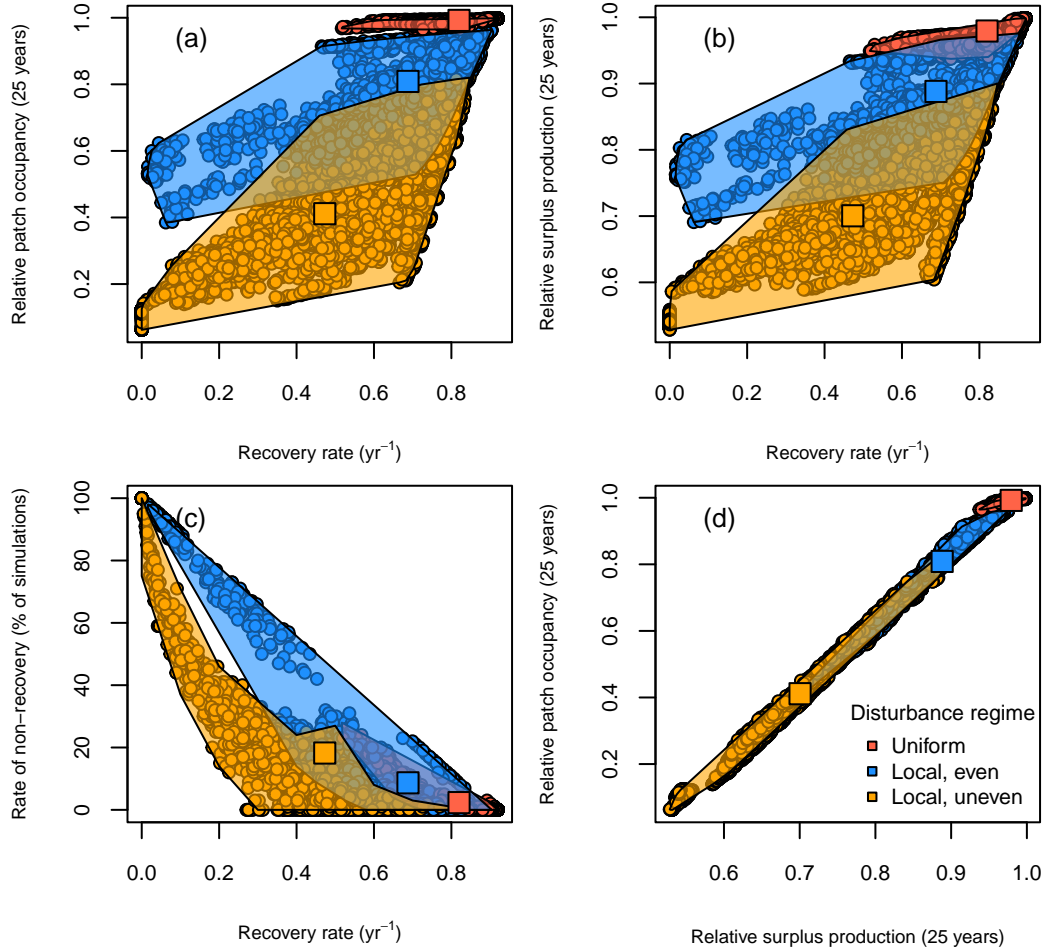 (a)
Relative patch occupancy (25 years)
1.0
0.8
0.6
0.4
0.2
0.0 0.2 0.4 0.6 0.8
Recovery rate (yr⁻¹)
(b)
Relative surplus production (25 years)
1.0
0.9
0.8
0.7
0.6
0.0 0.2 0.4 0.6 0.8
Recovery rate (yr⁻¹)
(c)
Rate of non−recovery (% of simulations)
100
80
60
40
20
0
0.0 0.2 0.4 0.6 0.8
Recovery rate (yr⁻¹)
(d)
Relative patch occupancy (25 years)
1.0
0.8
0.6
0.4
0.2
Disturbance regime
Uniform
Local, even
Local, uneven
0.6 0.7 0.8 0.9 1.0
Relative surplus production (25 years)